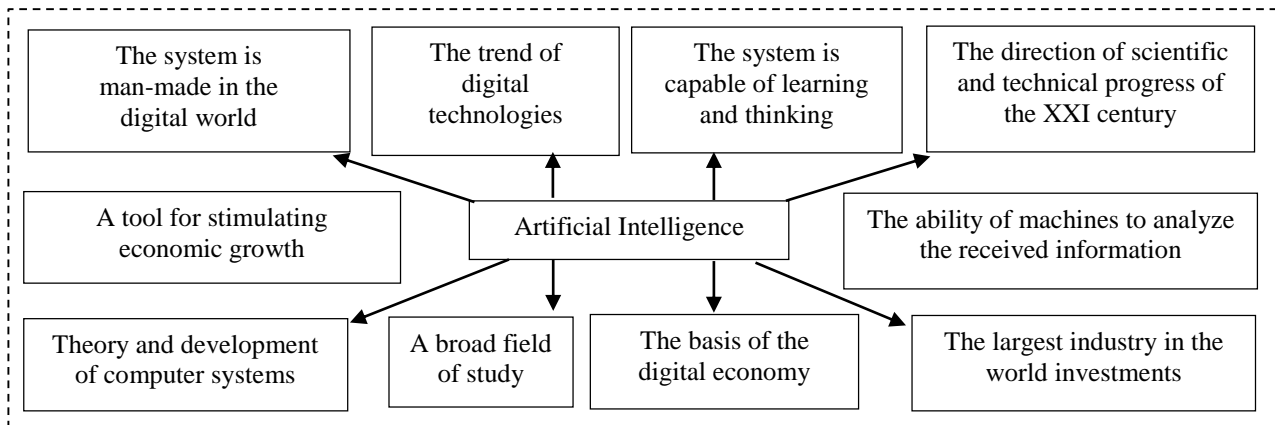 The system is
man-made in the
digital world
The trend of
digital
technologies
The system is
capable of learning
and thinking
The direction of scientific
and technical progress of
the XXI century
A tool for stimulating
economic growth
Artificial Intelligence
The ability of machines to analyze
the received information
Theory and development
of computer systems
A broad field
of study
The basis of the
digital economy
The largest industry in the
world investments